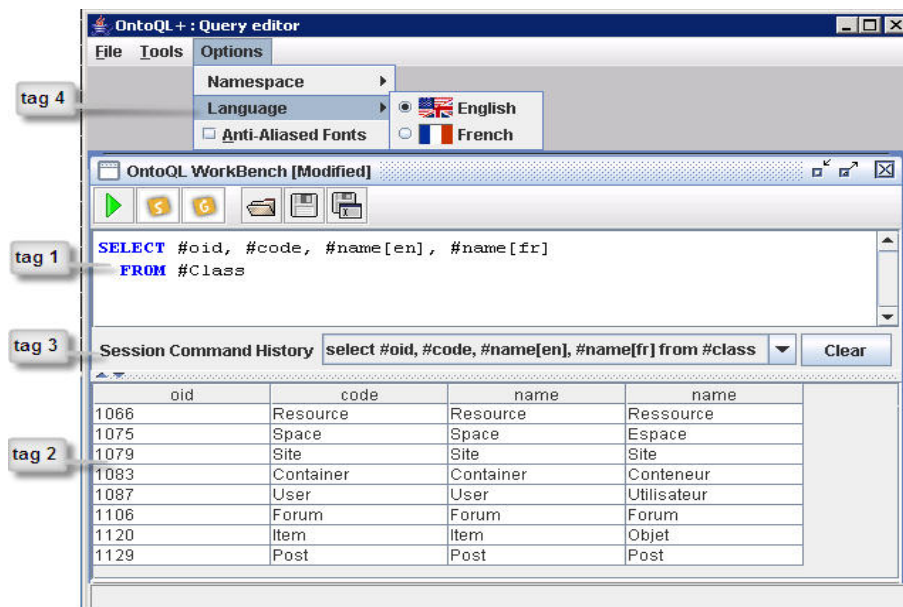 OntoQL+ : Query editor
File Tools Options
Namespace
tag 4
Language
English
Anti-Aliased Fonts
French
OntoQL WorkBench [Modified]
S G
tag 1
SELECT #oid, #code, #name[en], #name[fr]
FROM #Class
tag 3
Session Command History select #oid, #code, #name[en], #name[fr] from #class Clear
oid code name name
1066 Resource Resource Ressource
1075 Space Space Espace
tag 2
1079 Site Site Site
1083 Container Container Conteneur
1087 User User Utilisateur
1106 Forum Forum Forum
1120 Item Item Objet
1129 Post Post Post